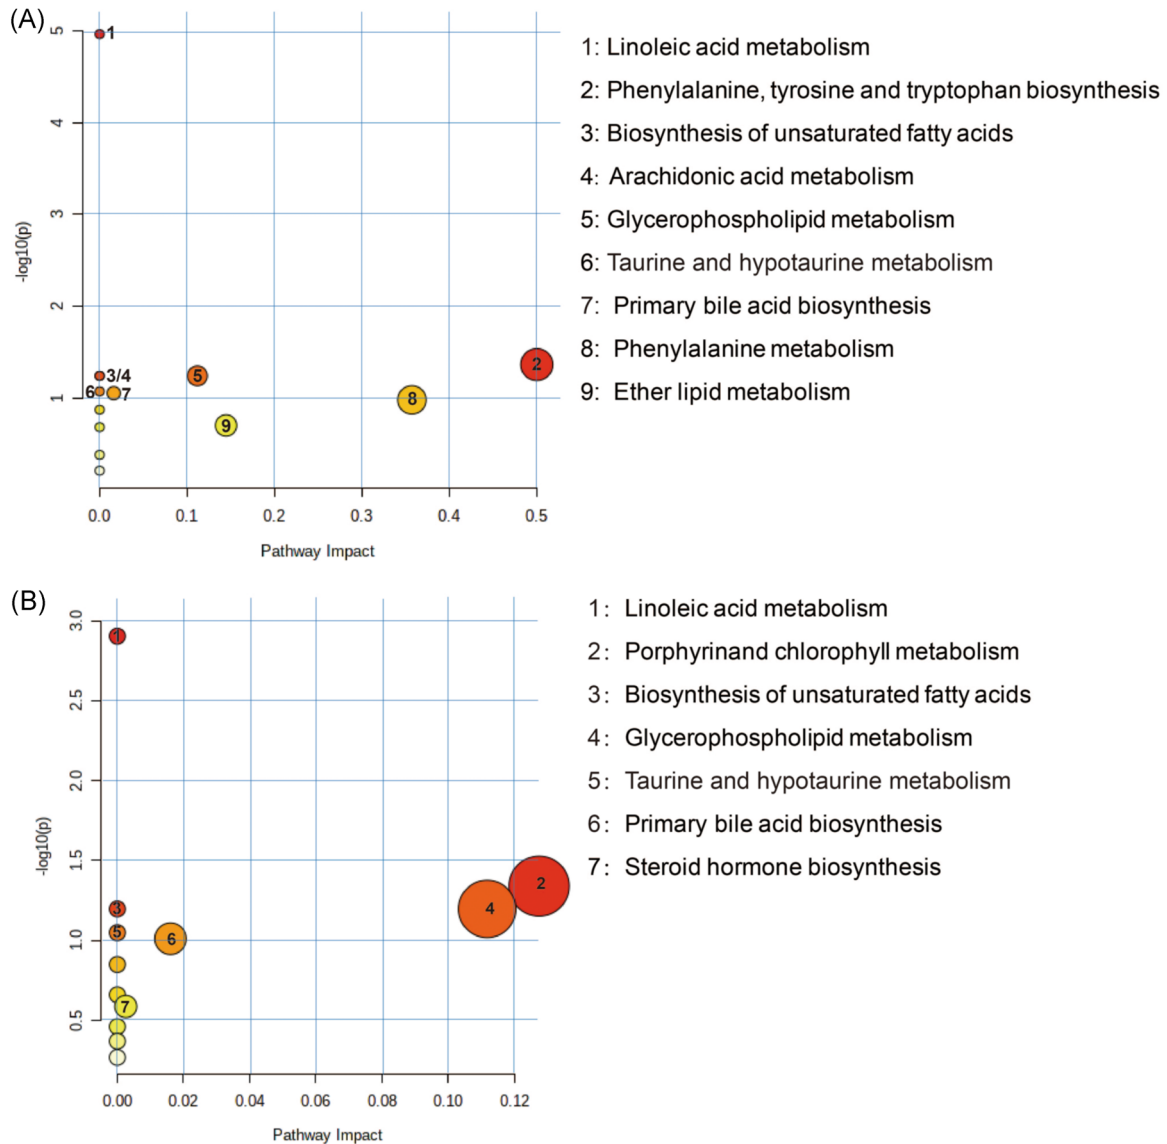 (A)
5
4
3
2
1
-log10(p)
1
3/4
6
7
5
9
8
2
0.0 0.1 0.2 0.3 0.4 0.5
Pathway Impact
1: Linoleic acid metabolism
2: Phenylalanine, tyrosine and tryptophan biosynthesis
3: Biosynthesis of unsaturated fatty acids
4: Arachidonic acid metabolism
5: Glycerophospholipid metabolism
6: Taurine and hypotaurine metabolism
7: Primary bile acid biosynthesis
8: Phenylalanine metabolism
9: Ether lipid metabolism
(B)
3.0
2.5
2.0
1.5
1.0
0.5
-log10(p)
1
3
5
6
7
4
2
0.00 0.02 0.04 0.06 0.08 0.10 0.12
Pathway Impact
1: Linoleic acid metabolism
2: Porphyrinand chlorophyll metabolism
3: Biosynthesis of unsaturated fatty acids
4: Glycerophospholipid metabolism
5: Taurine and hypotaurine metabolism
6: Primary bile acid biosynthesis
7: Steroid hormone biosynthesis